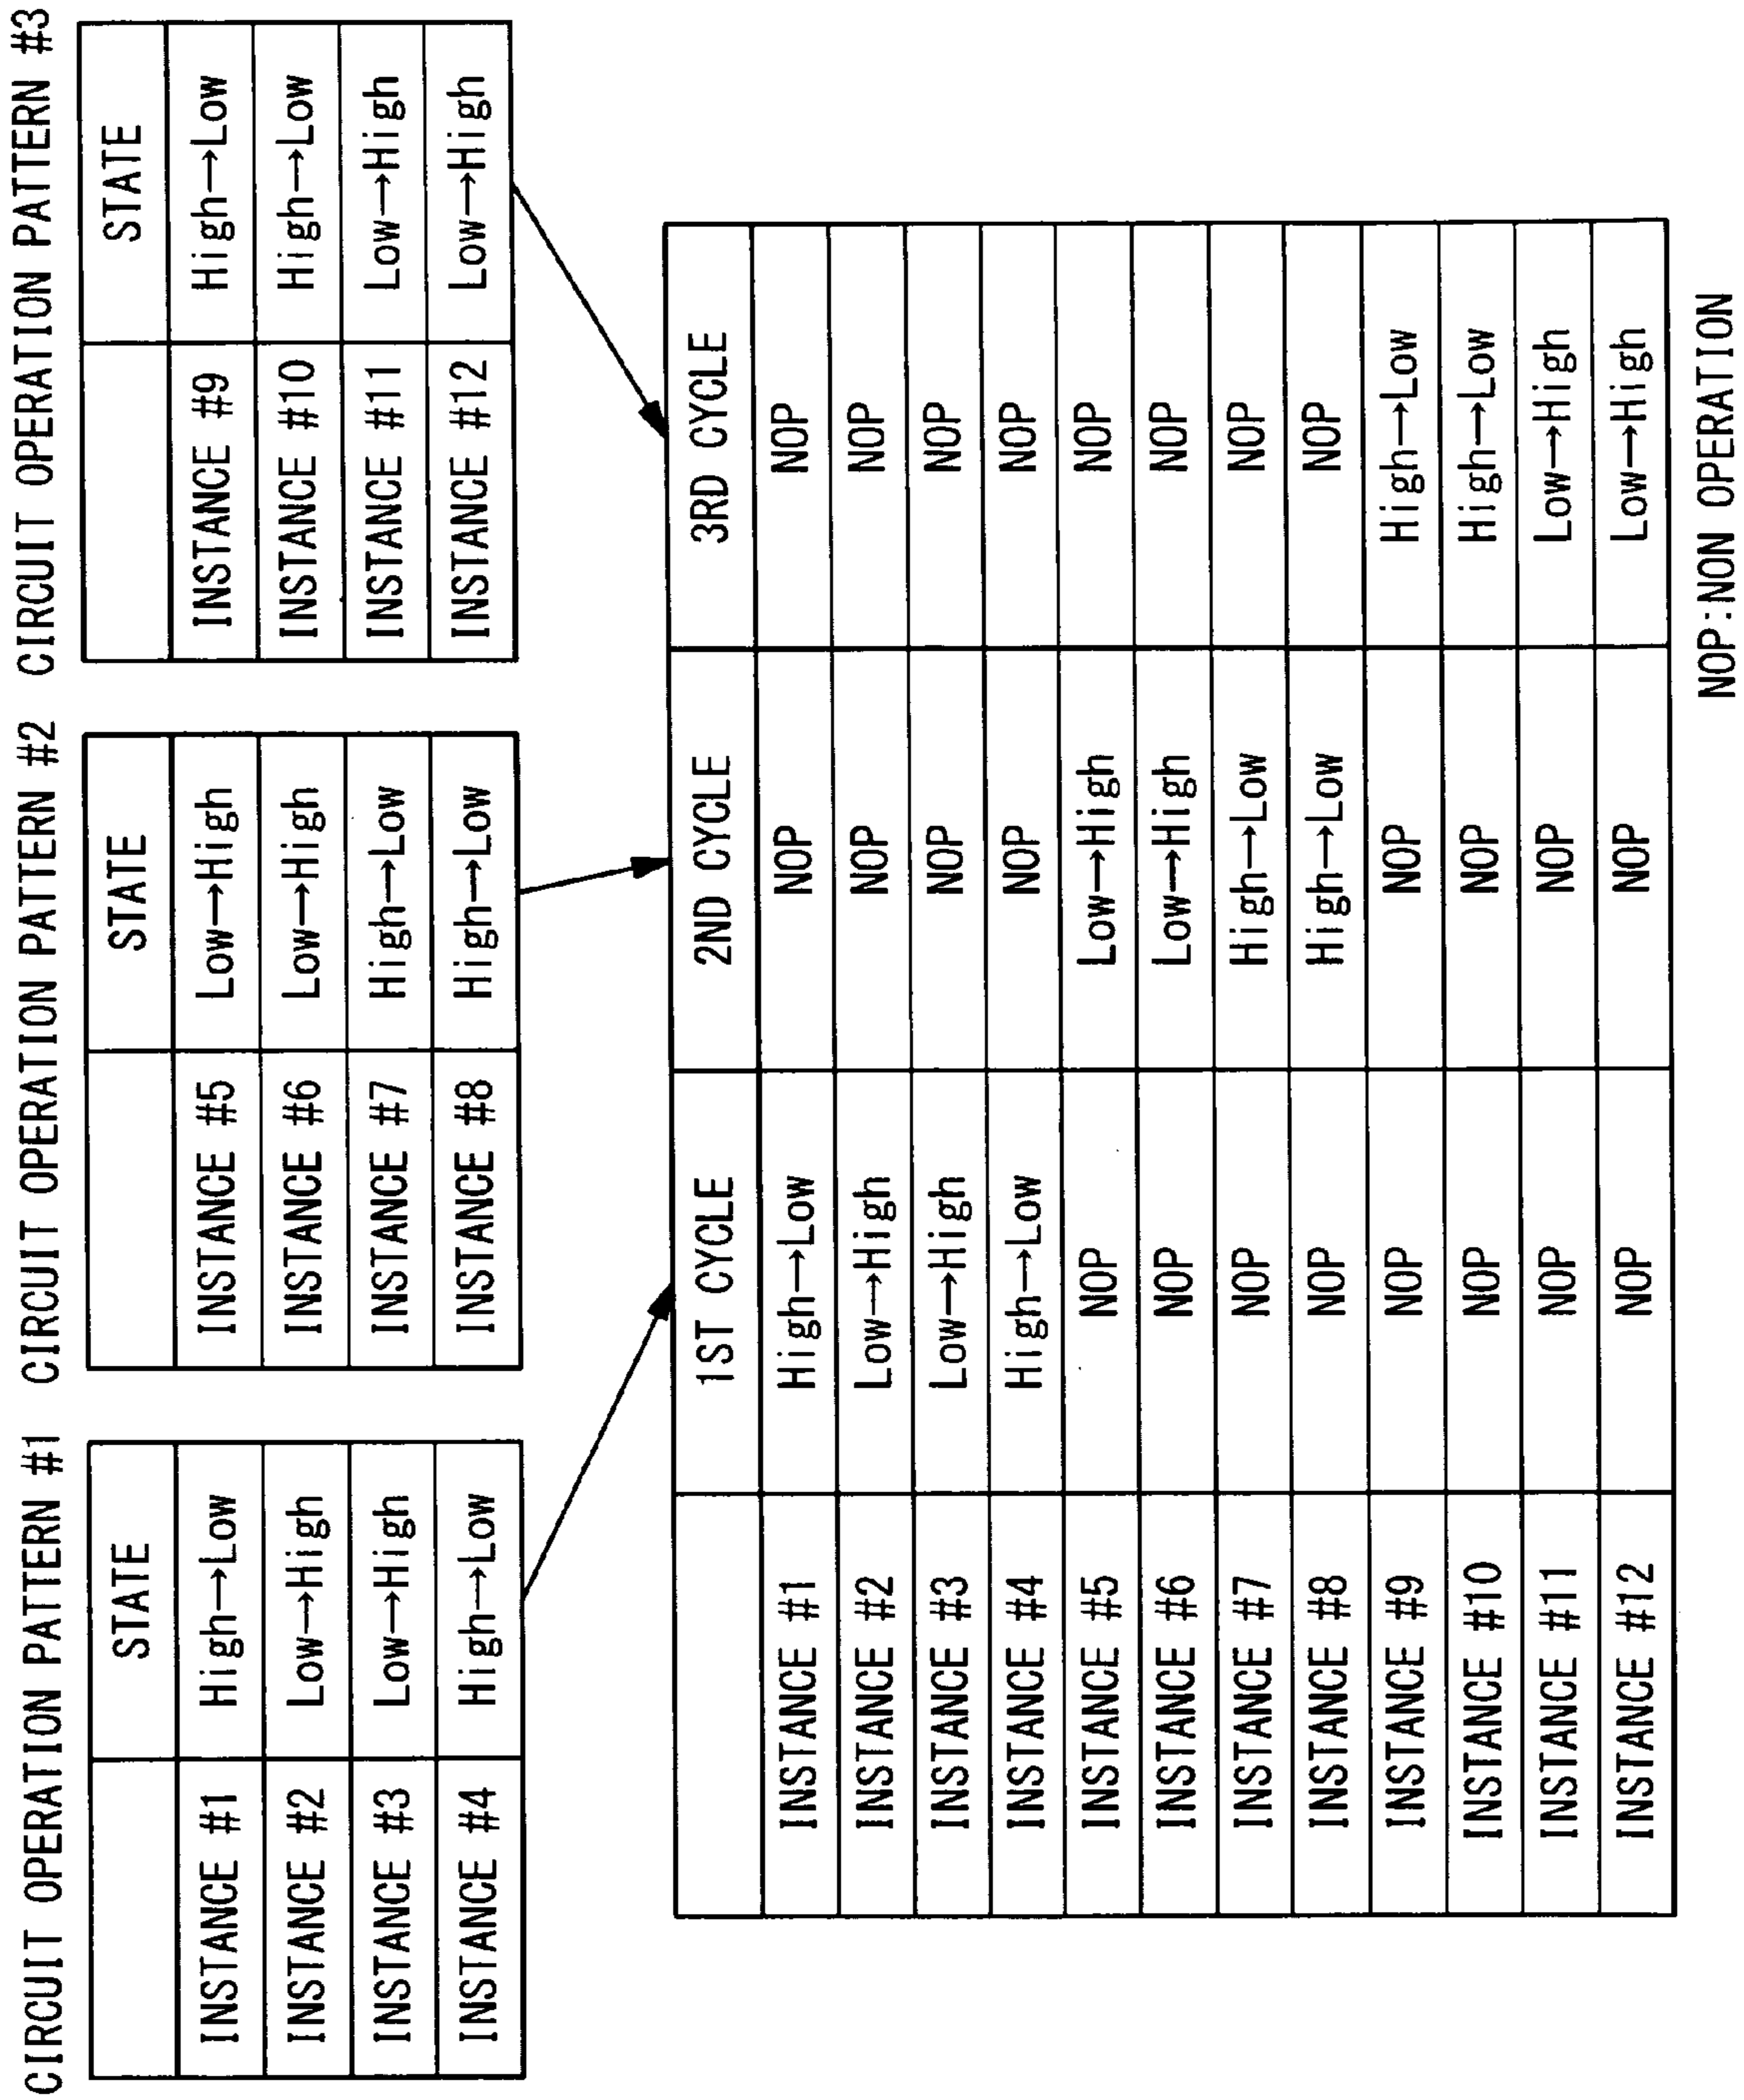 CIRCUIT OPERATION PATTERN #1 CIRCUIT OPERATION PATTERN #2 CIRCUIT OPERATION PATTERN #3
STATE
INSTANCE #1 High→Low
INSTANCE #2 Low→High
INSTANCE #3 Low→High
INSTANCE #4 High→Low
STATE
INSTANCE #5 Low→High
INSTANCE #6 Low→High
INSTANCE #7 High→Low
INSTANCE #8 High→Low
STATE
INSTANCE #9 High→Low
INSTANCE #10 High→Low
INSTANCE #11 Low→High
INSTANCE #12 Low→High
1ST CYCLE 2ND CYCLE 3RD CYCLE
INSTANCE #1 High→Low NOP NOP
INSTANCE #2 Low→High NOP NOP
INSTANCE #3 Low→High NOP NOP
INSTANCE #4 High→Low NOP NOP
INSTANCE #5 NOP Low→High NOP
INSTANCE #6 NOP Low→High NOP
INSTANCE #7 NOP High→Low NOP
INSTANCE #8 NOP High→Low NOP
INSTANCE #9 NOP NOP High→Low
INSTANCE #10 NOP NOP High→Low
INSTANCE #11 NOP NOP Low→High
INSTANCE #12 NOP NOP Low→High
NOP:NON OPERATION